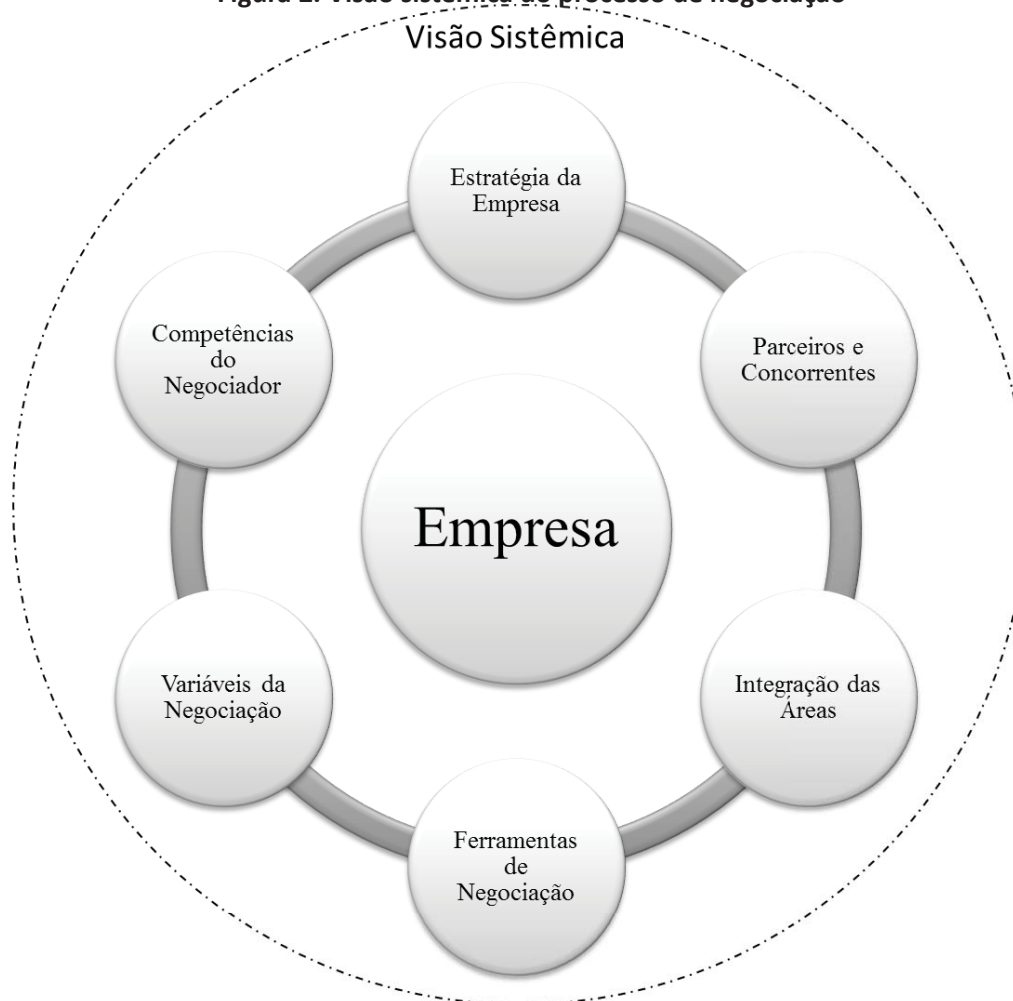 Visão Sistêmica
Estratégia da
Empresa
Competências
do
Negociador
Parceiros e
Concorrentes
Empresa
Variáveis da
Negociação
Integração das
Áreas
Ferramentas
de
Negociação